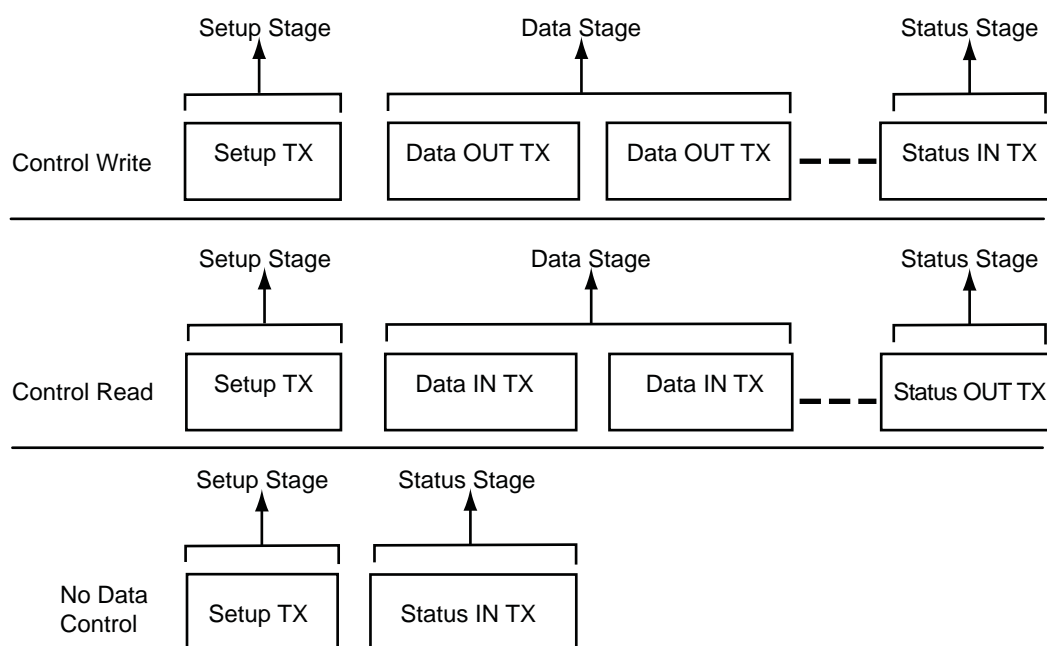 Setup Stage Data Stage Status Stage
Control Write Setup TX Data OUT TX Data OUT TX Status IN TX
Setup Stage Data Stage Status Stage
Control Read Setup TX Data IN TX Data IN TX Status OUT TX
Setup Stage Status Stage
No Data
Control Setup TX Status IN TX